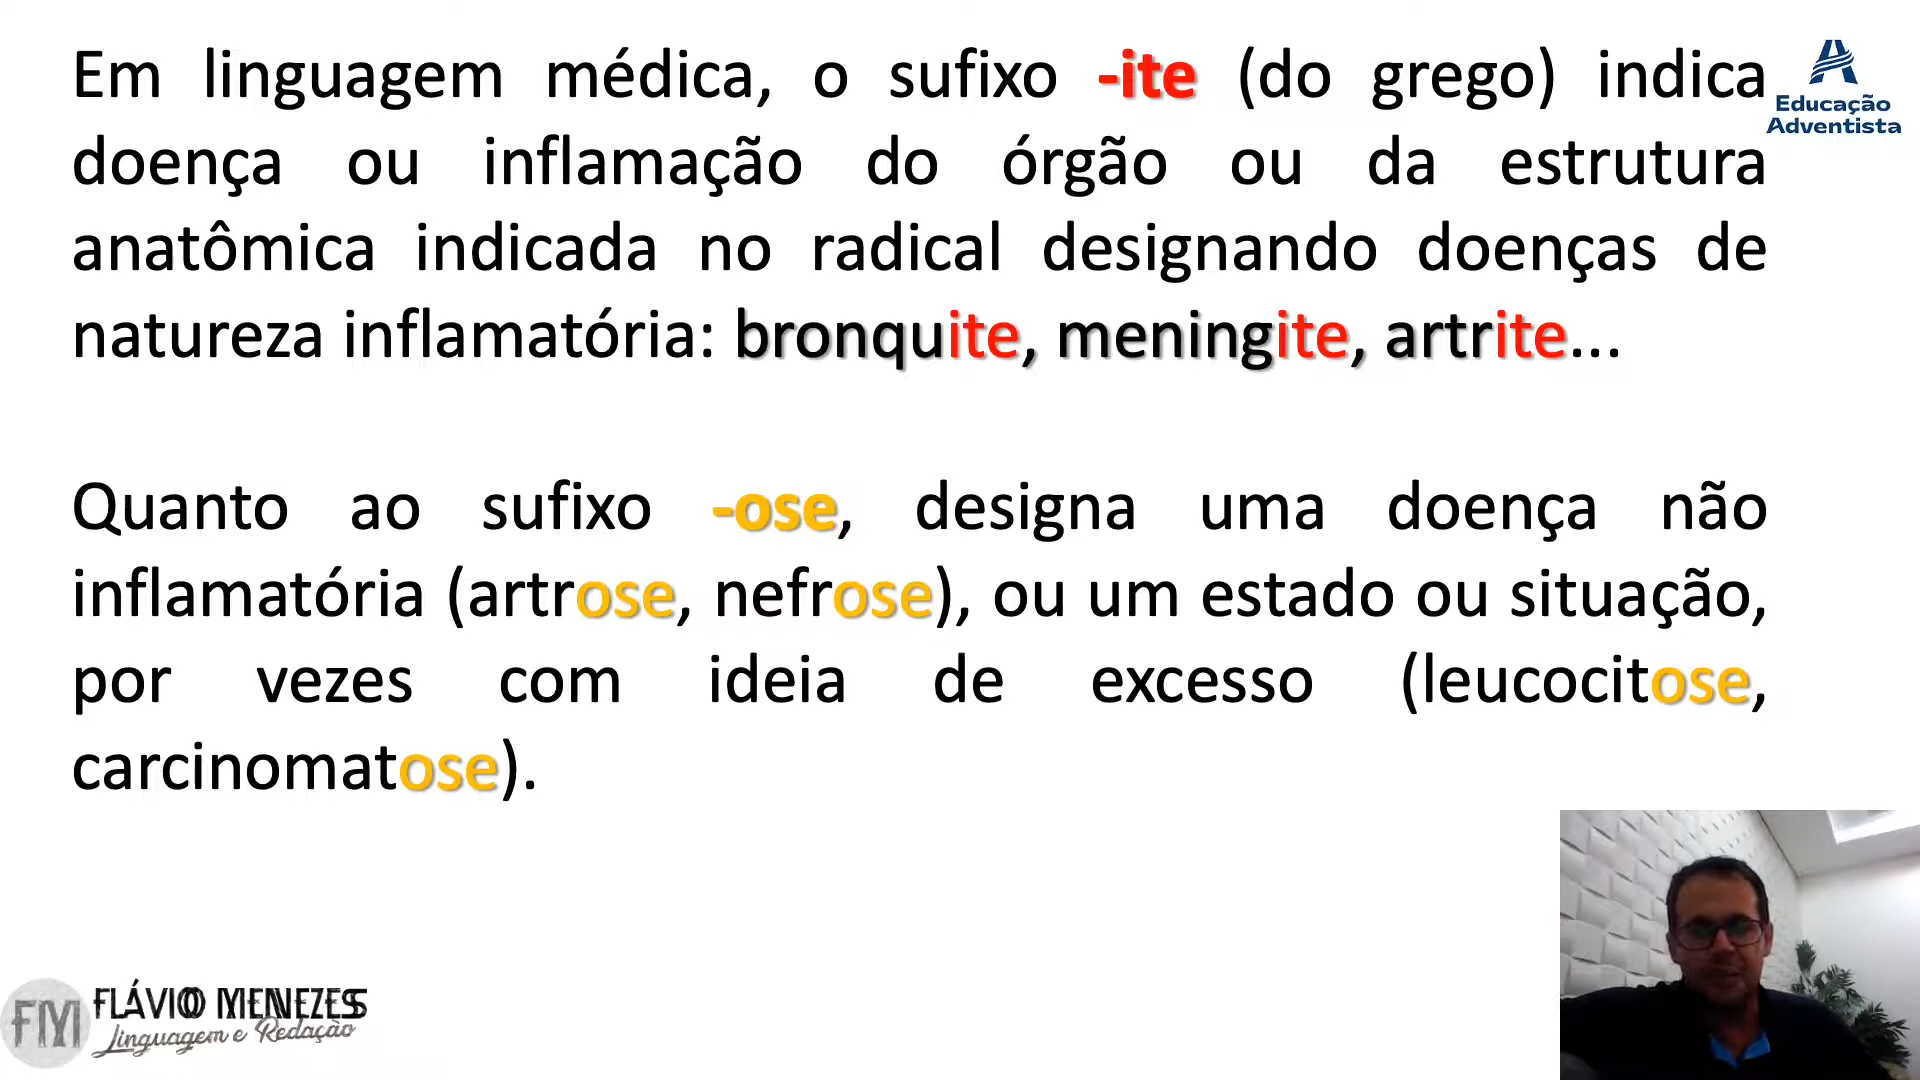 Em linguagem médica, o sufixo -ite (do grego) indica
doença ou inflamação do órgão ou da estrutura
anatômica indicada no radical designando doenças de
natureza inflamatória: bronquite, meningite, artrite...
Quanto ao sufixo -ose, designa uma doença não
inflamatória (artrose, nefrose), ou um estado ou situação,
por vezes com ideia de excesso (leucocitose,
carcinomatose).
Educação
Adventista
FM
FLÁVIO MENEZES
Linguagem e Redação